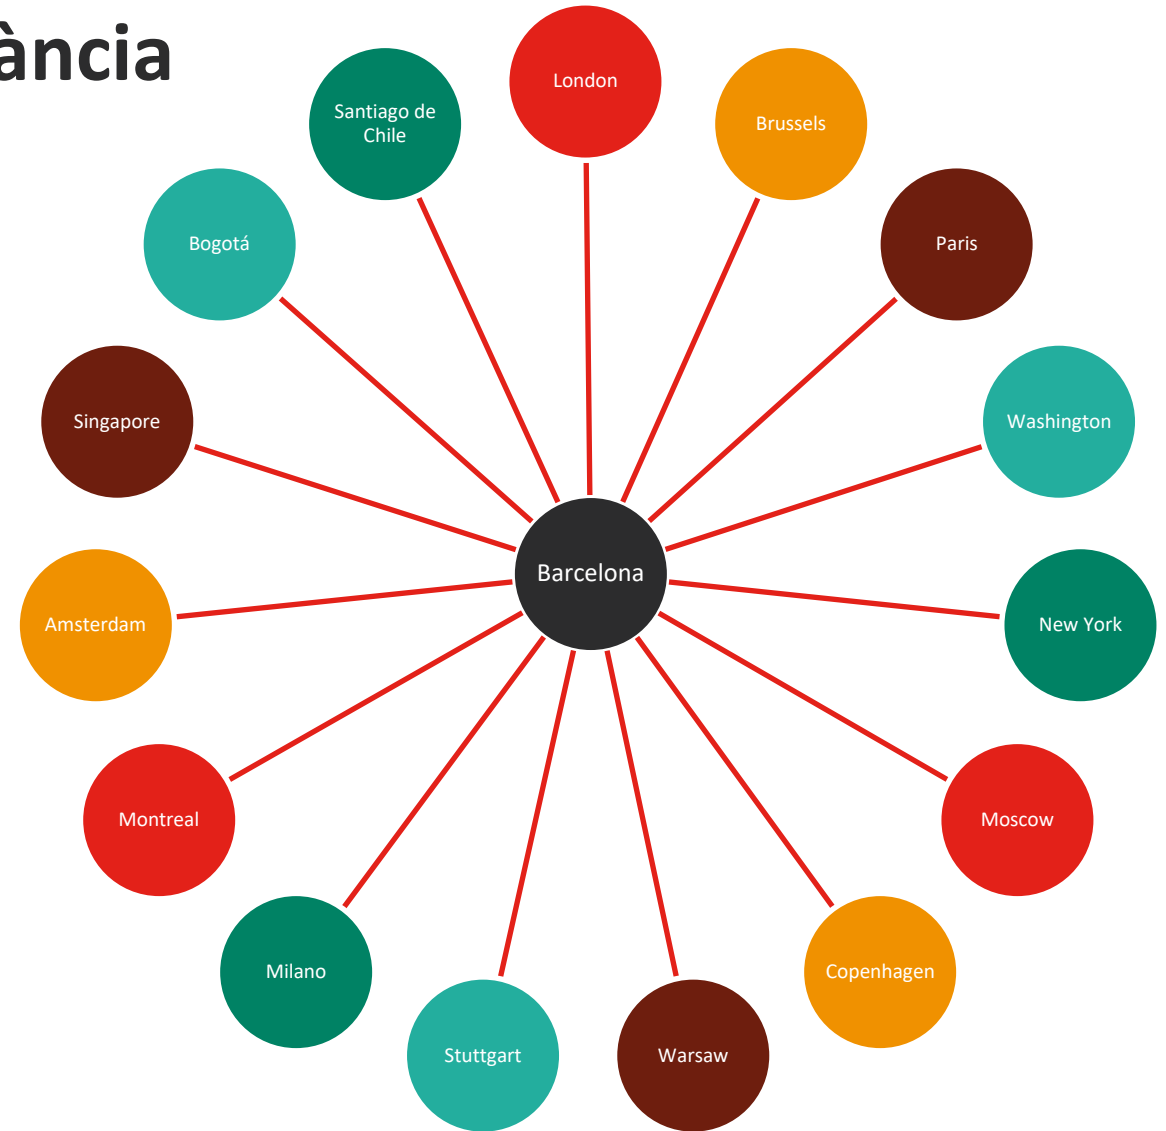 ància
London
Brussels
Paris
Washington
New York
Moscow
Copenhagen
Warsaw
Stuttgart
Milano
Montreal
Amsterdam
Singapore
Bogotá
Santiago de
Chile
Barcelona